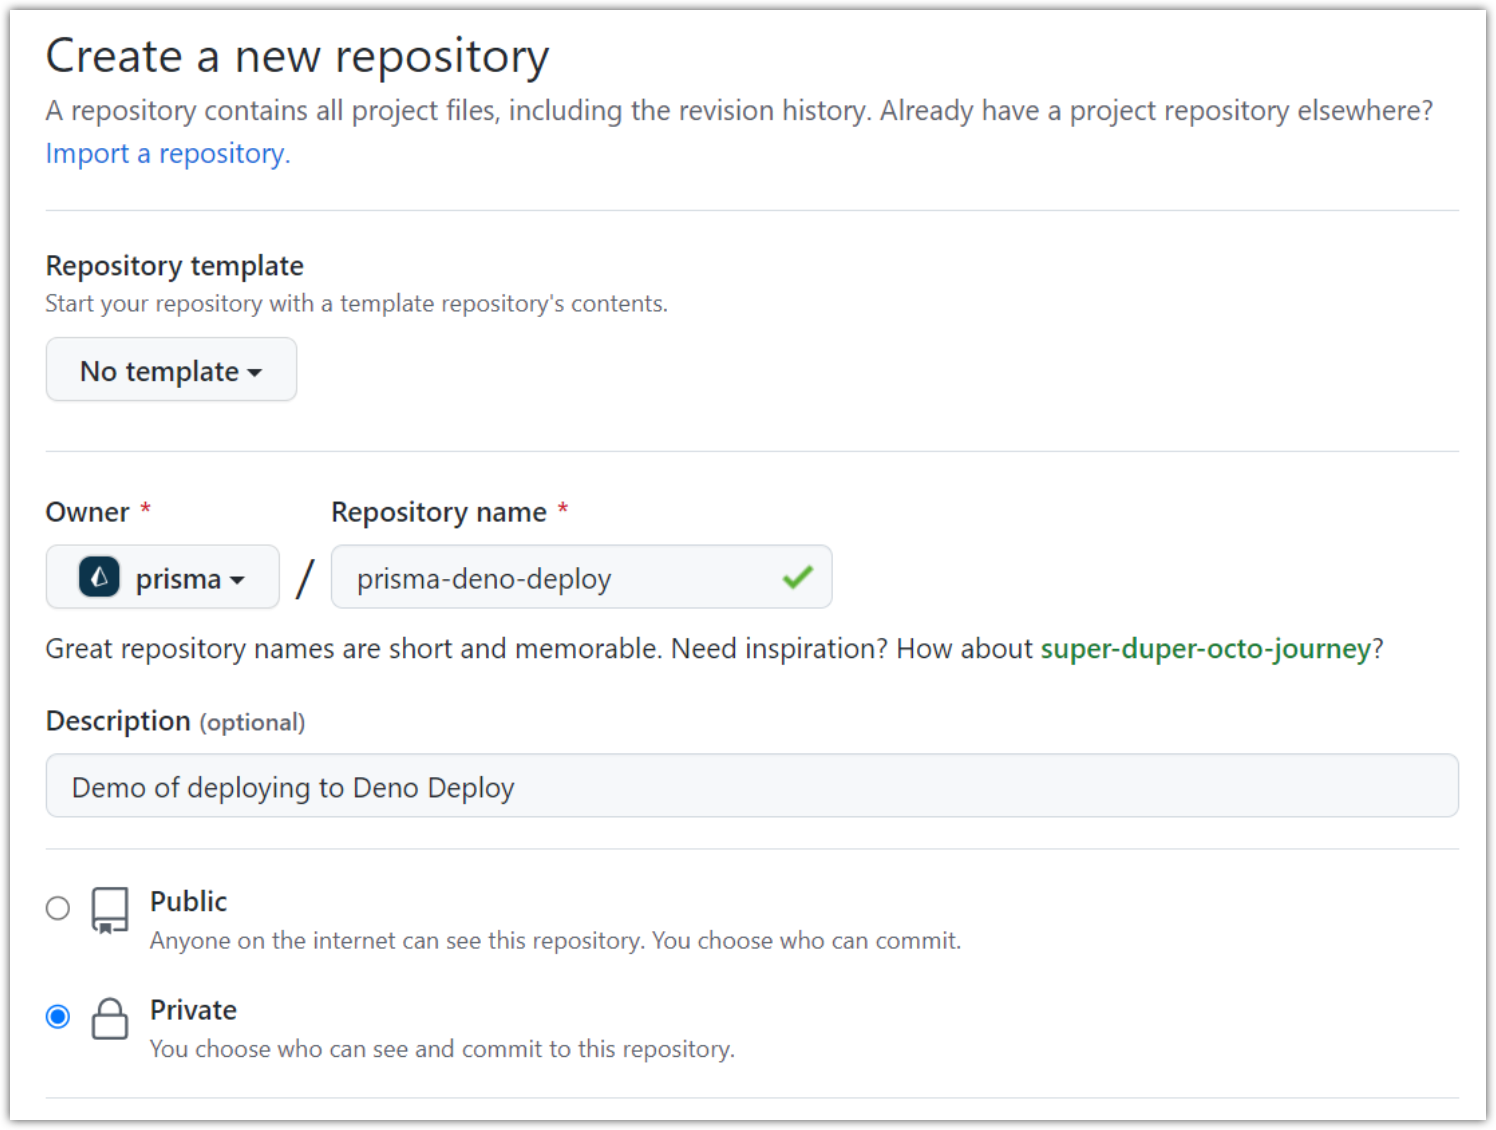 Create a new repository
A repository contains all project files, including the revision history. Already have a project repository elsewhere?
Import a repository.
Repository template
Start your repository with a template repository's contents.
No template
Owner * Repository name *
prisma / prisma-deno-deploy
Great repository names are short and memorable. Need inspiration? How about super-duper-octo-journey?
Description (optional)
Demo of deploying to Deno Deploy
Public
Anyone on the internet can see this repository. You choose who can commit.
Private
You choose who can see and commit to this repository.